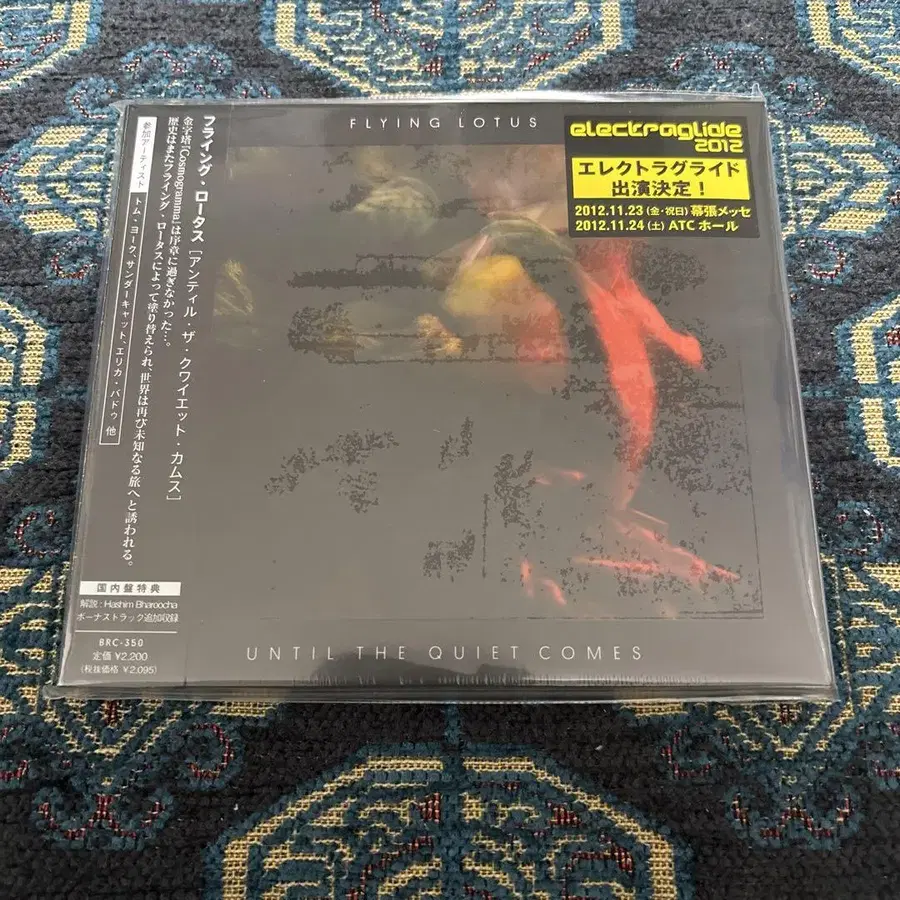 FLYING LOTUS
electraglide
2012
エレクトラグライド
出演決定！
2012.11.23 (金・祝日) 幕張メッセ
2012.11.24 (土) ATC ホール
フライング・ロータス [アンティル・ザ・クワイエット・カムス]
金字塔『Cosmogramma』は序章に過ぎなかった…。
歴史はまたフライング・ロータスによって塗り替えられ、世界は再び未知なる旅へと誘われる。
参加アーティスト
トム・ヨーク、サンダーキャット、エリカ・バドゥ 他
国内盤特典
解説 : Hashim Bharoocha
ボーナストラック追加収録
BRC-350
定価 ¥2,200
(税抜価格 ¥2,095)
UNTIL THE QUIET COMES